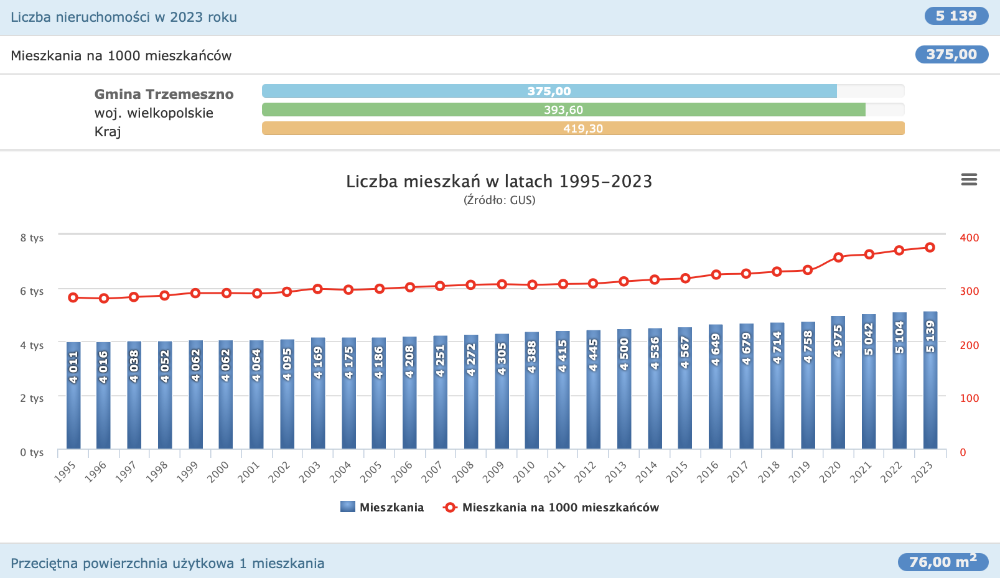 Liczba nieruchomości w 2023 roku 5 139
Mieszkania na 1000 mieszkańców 375,00
Gmina Trzemeszno 375,00
woj. wielkopolskie 393,60
Kraj 419,30
Liczba mieszkań w latach 1995-2023
(Źródło: GUS)
8 tys 400
6 tys 300
4 tys 200
2 tys 100
0 tys 0
4 011 4 016 4 038 4 052 4 062 4 062 4 064 4 095 4 169 4 175 4 186 4 208 4 251 4 272 4 305 4 388 4 415 4 445 4 500 4 536 4 567 4 649 4 679 4 714 4 758 4 975 5 042 5 104 5 139
1995 1996 1997 1998 1999 2000 2001 2002 2003 2004 2005 2006 2007 2008 2009 2010 2011 2012 2013 2014 2015 2016 2017 2018 2019 2020 2021 2022 2023
Mieszkania Mieszkania na 1000 mieszkańców
Przeciętna powierzchnia użytkowa 1 mieszkania 76,00 m²